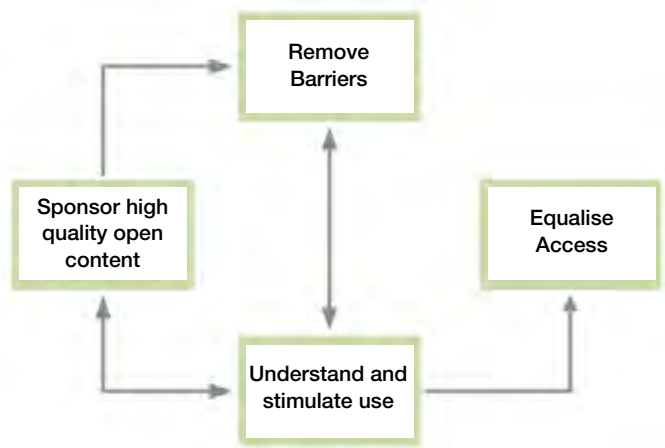 Remove
Barriers
Sponsor high
quality open
content
Equalise
Access
Understand and
stimulate use